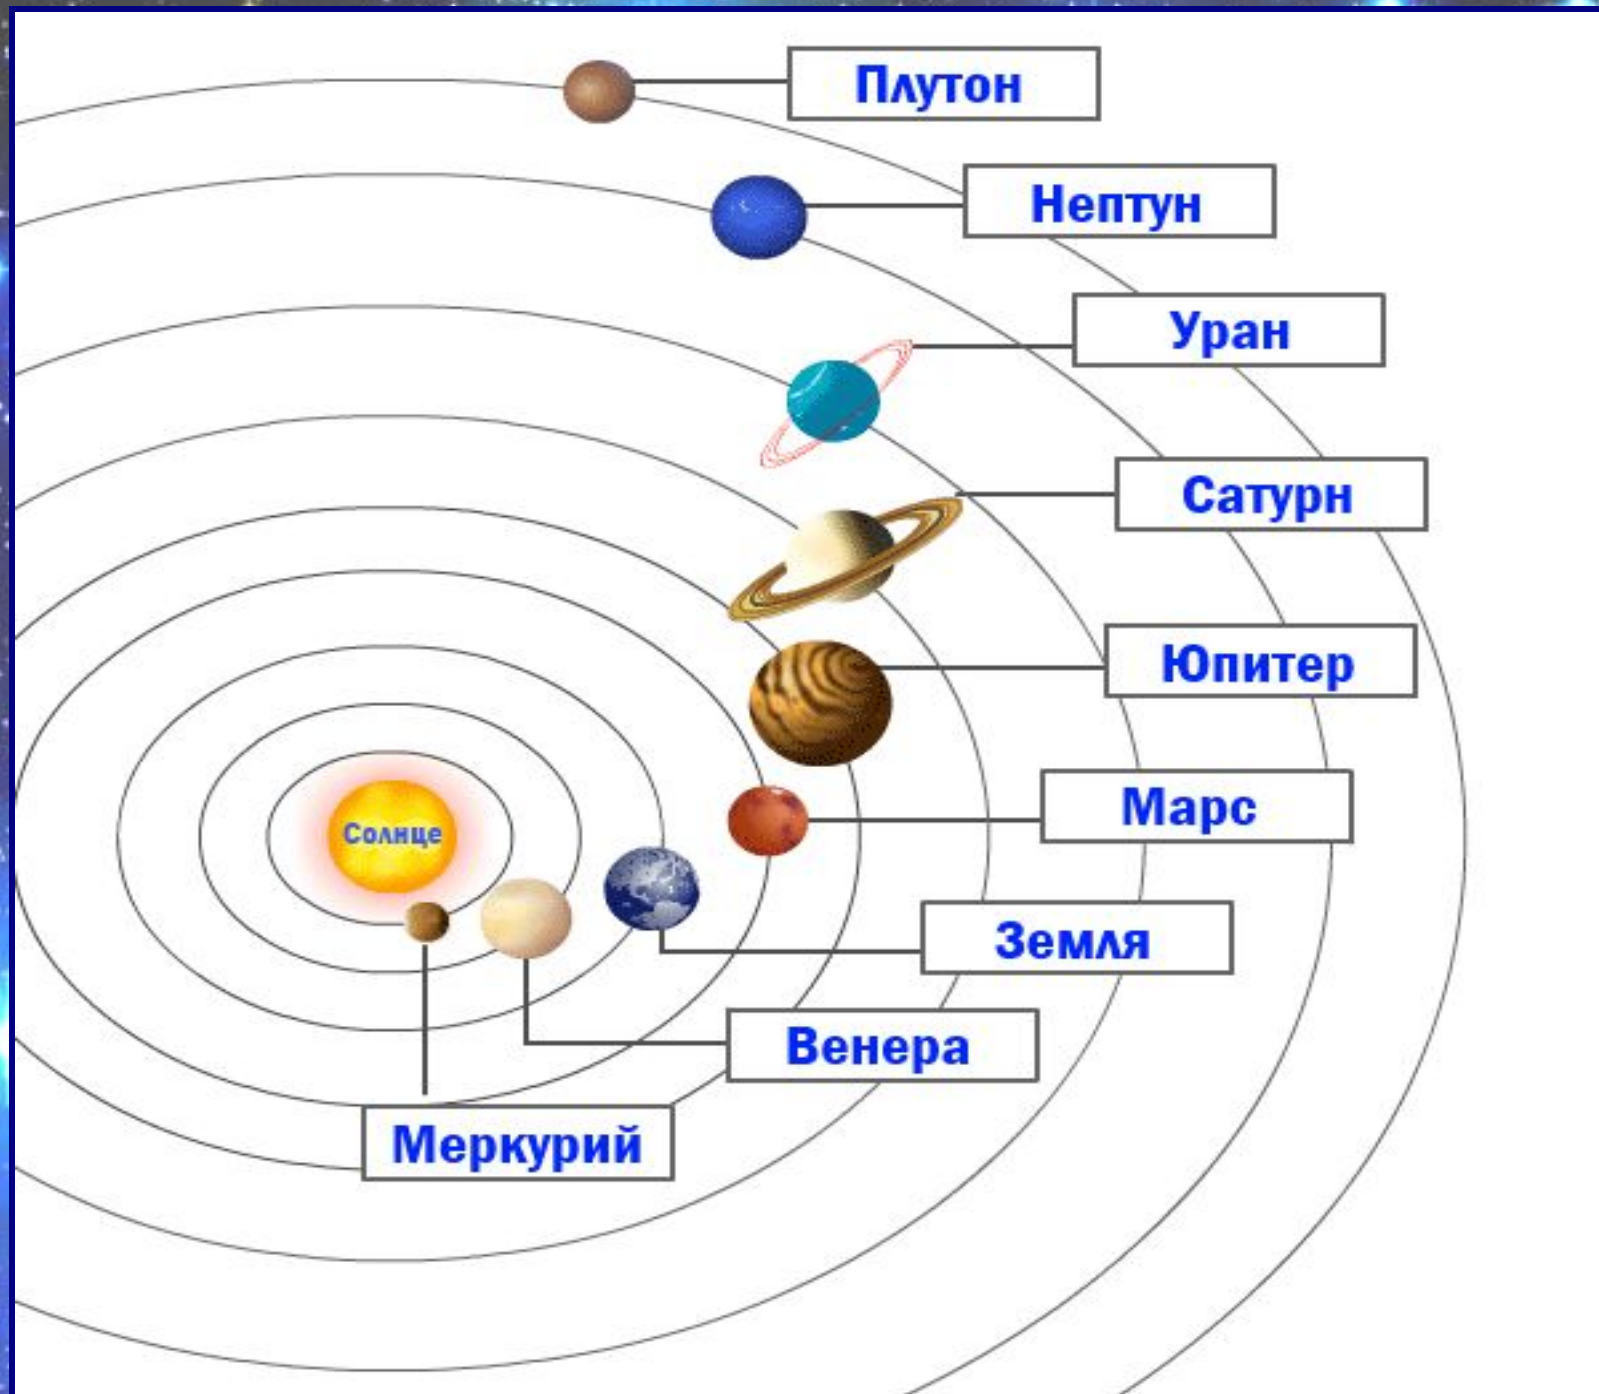 Плутон
Нептун
Уран
Сатурн
Юпитер
Марс
Солнце
Земля
Венера
Меркурий